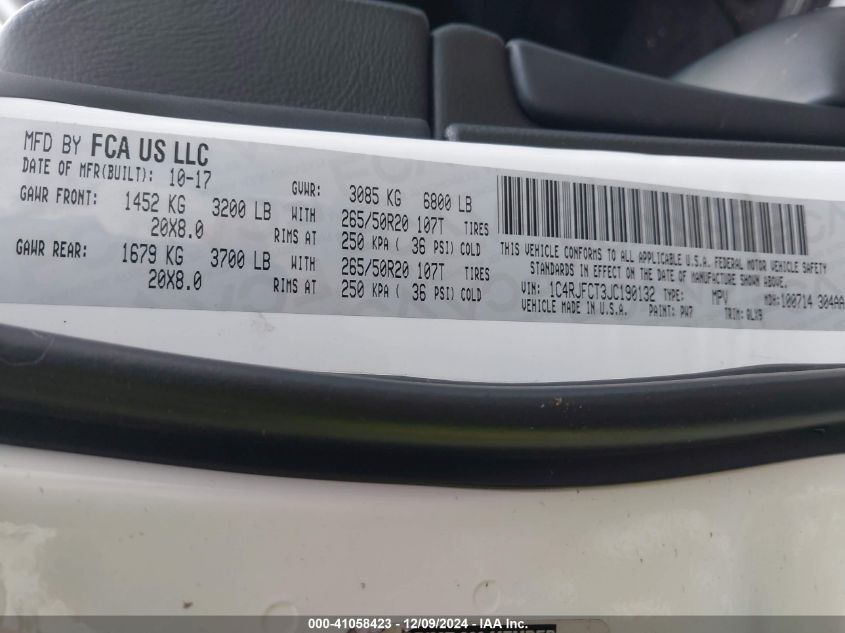 MFD BY FCA US LLC
DATE OF MFR(BUILT): 10-17 GVWR: 3085 KG 6800 LB
GAWR FRONT: 1452 KG 3200 LB WITH 265/50R20 107T TIRES
20X8.0 RIMS AT 250 KPA ( 36 PSI) COLD
GAWR REAR: 1679 KG 3700 LB WITH 265/50R20 107T TIRES
20X8.0 RIMS AT 250 KPA ( 36 PSI) COLD
THIS VEHICLE CONFORMS TO ALL APPLICABLE U.S.A. FEDERAL MOTOR VEHICLE SAFETY
STANDARDS IN EFFECT ON THE DATE OF MANUFACTURE SHOWN ABOVE.
VIN: 1C4RJFCT3JC190132 TYPE: MPV MDH: 100714 304AA
VEHICLE MADE IN U.S.A. PAINT: PW7 TRIM: QLX9
000-41058423 - 12/09/2024 - IAA Inc.